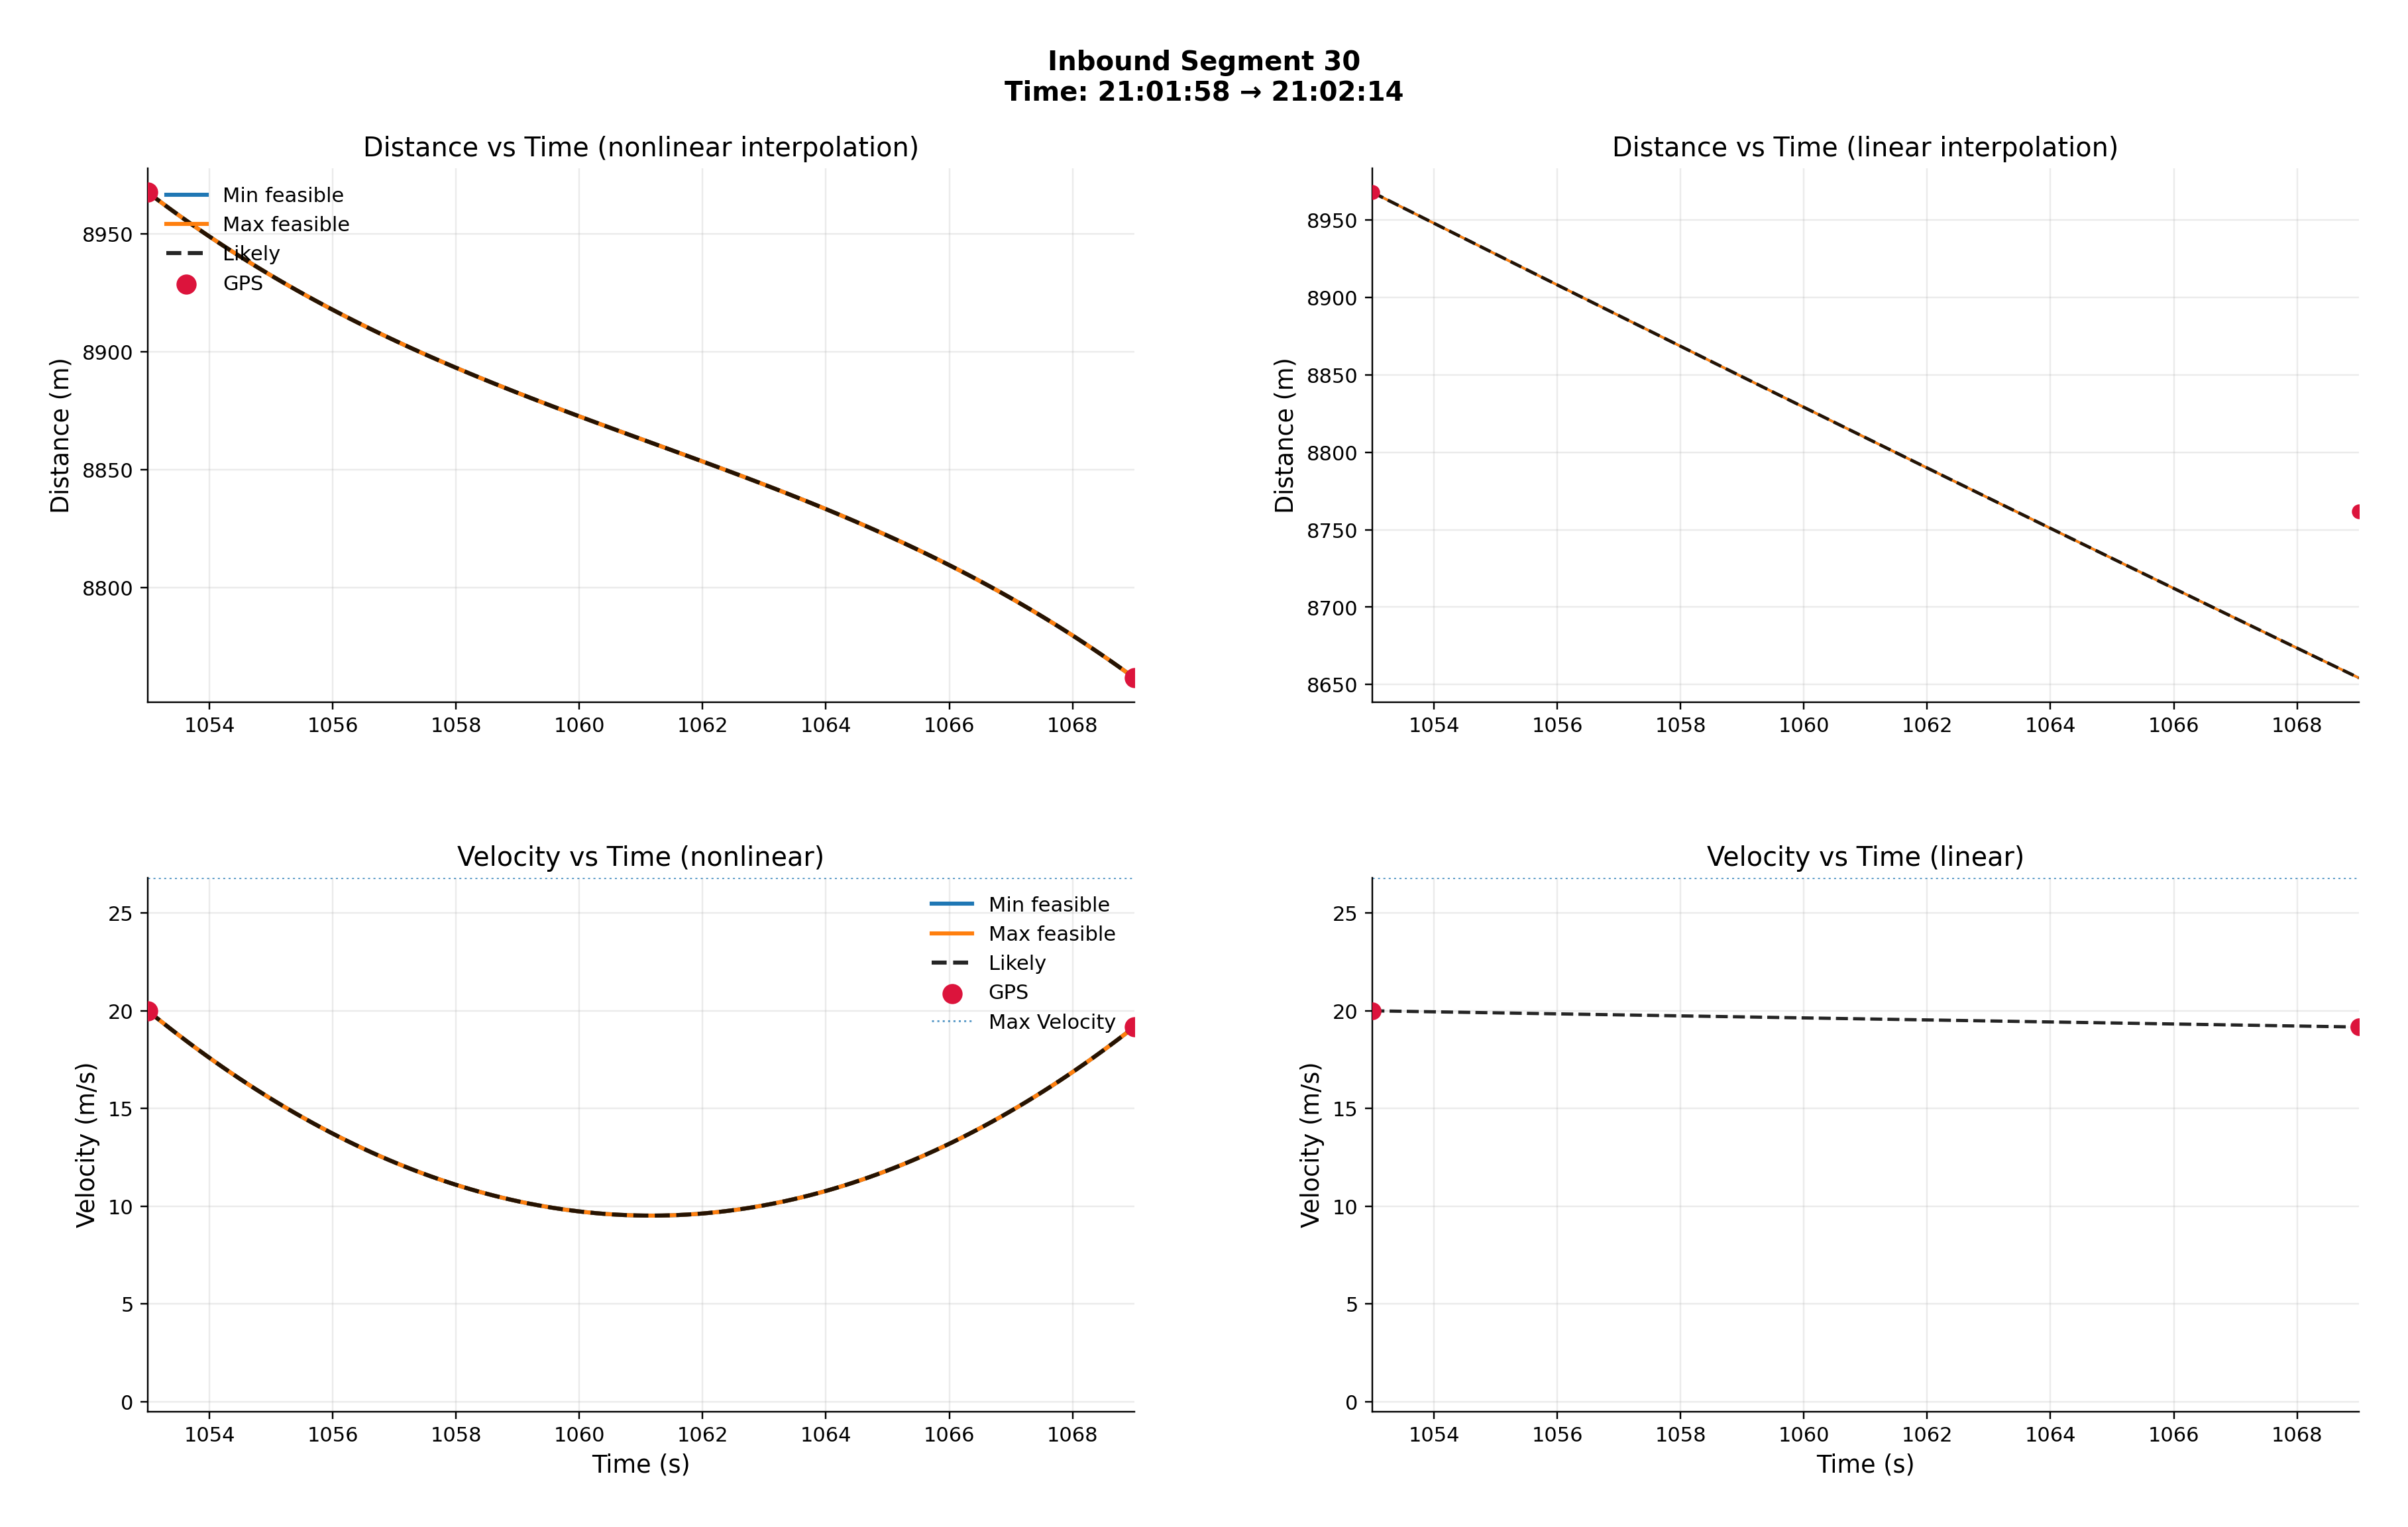 Inbound Segment 30
Time: 21:01:58 → 21:02:14
Distance vs Time (nonlinear interpolation)
Min feasible
Max feasible
Likely
GPS
Distance (m)
8950
8900
8850
8800
1054 1056 1058 1060 1062 1064 1066 1068
Distance vs Time (linear interpolation)
Distance (m)
8950
8900
8850
8800
8750
8700
8650
1054 1056 1058 1060 1062 1064 1066 1068
Velocity vs Time (nonlinear)
Min feasible
Max feasible
Likely
GPS
Max Velocity
Velocity (m/s)
25
20
15
10
5
0
1054 1056 1058 1060 1062 1064 1066 1068
Time (s)
Velocity vs Time (linear)
Velocity (m/s)
25
20
15
10
5
0
1054 1056 1058 1060 1062 1064 1066 1068
Time (s)